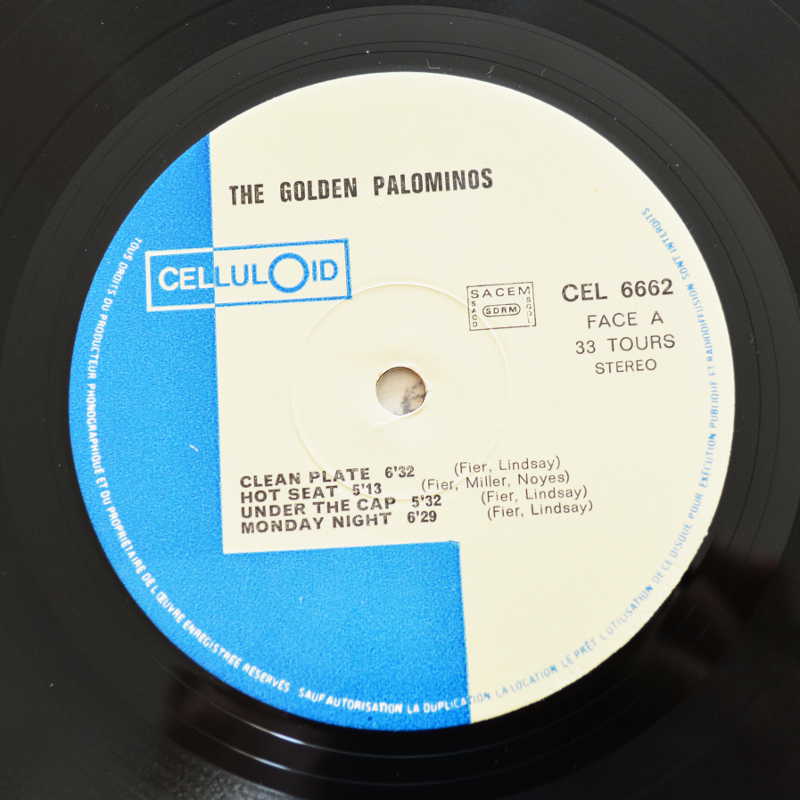 THE GOLDEN PALOMINOS
CELLULOID
SACEM
SACD
SDRM
SGDL
CEL 6662
FACE A
33 TOURS
STEREO
CLEAN PLATE 6'32 (Fier, Lindsay)
HOT SEAT 5'13 (Fier, Miller, Noyes)
UNDER THE CAP 5'32 (Fier, Lindsay)
MONDAY NIGHT 6'29 (Fier, Lindsay)
TOUS DROITS DU PRODUCTEUR PHONOGRAPHIQUE ET DU PROPRIÉTAIRE DE L'ŒUVRE ENREGISTRÉE RÉSERVÉS SAUF AUTORISATION LA DUPLICATION LA LOCATION LE PRÊT L'UTILISATION DE CE DISQUE POUR EXÉCUTION PUBLIQUE ET RADIODIFFUSION SONT INTERDITS